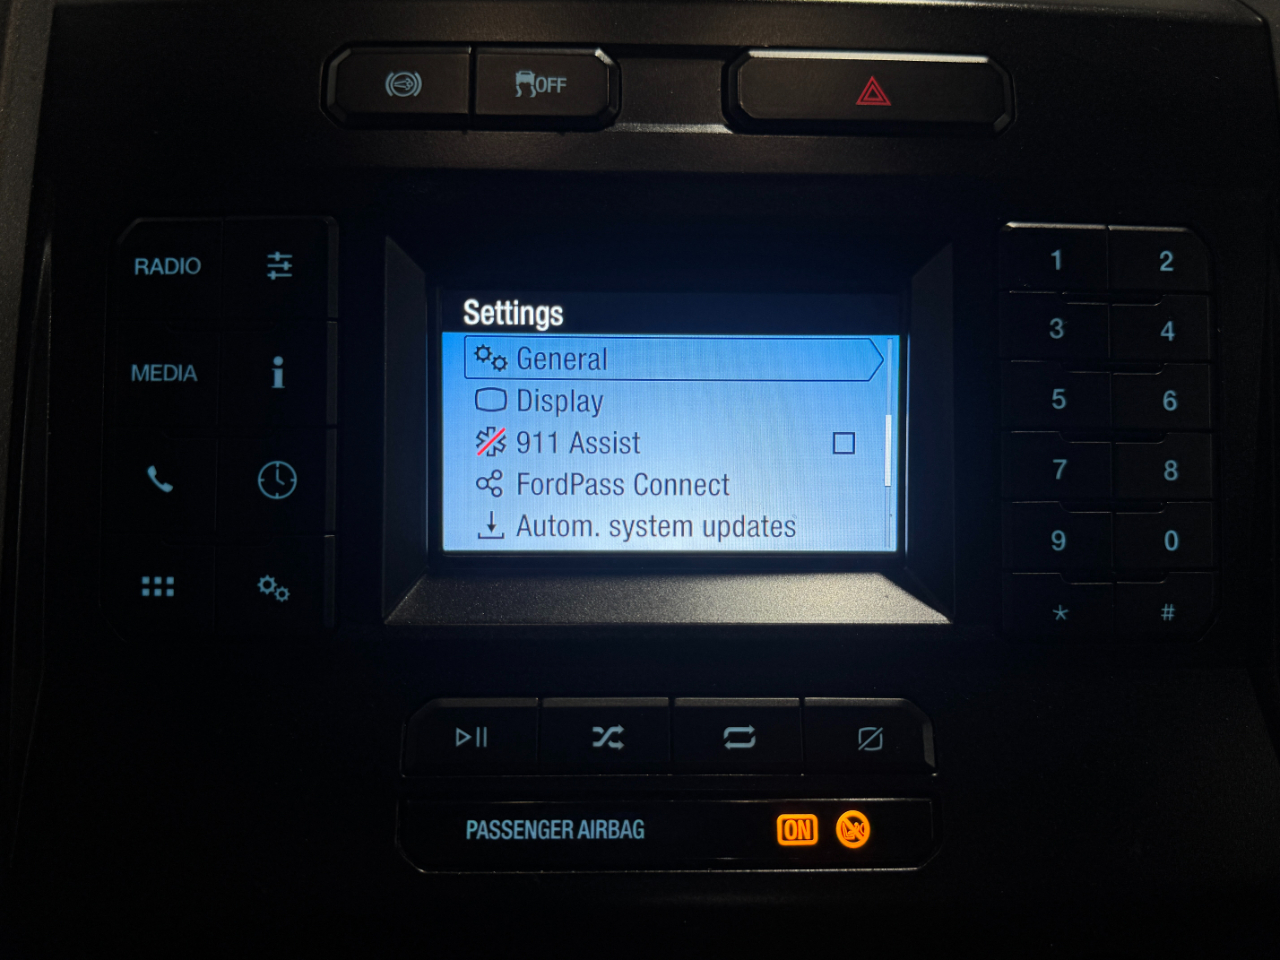 OFF
RADIO
MEDIA
Settings
General
Display
911 Assist
FordPass Connect
Autom. system updates
1 2
3 4
5 6
7 8
9 0
* #
PASSENGER AIRBAG ON